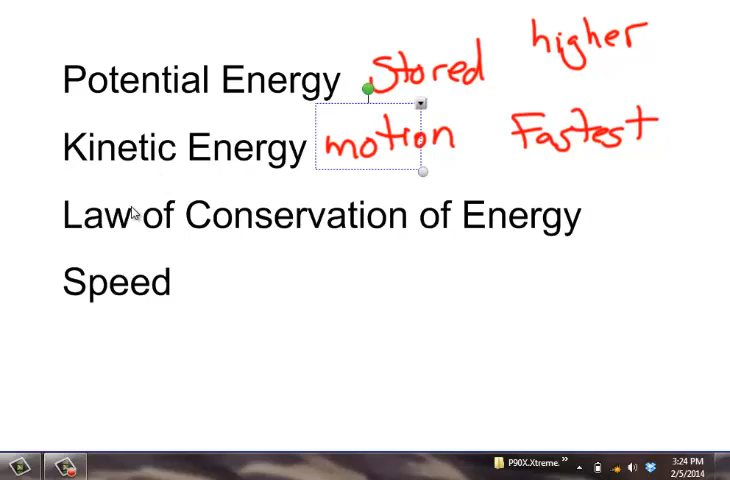 higher
Potential Energy Stored
Kinetic Energy motion Fastest
Law of Conservation of Energy
Speed
P90X.Xtreme. »
3:24 PM
2/5/2014